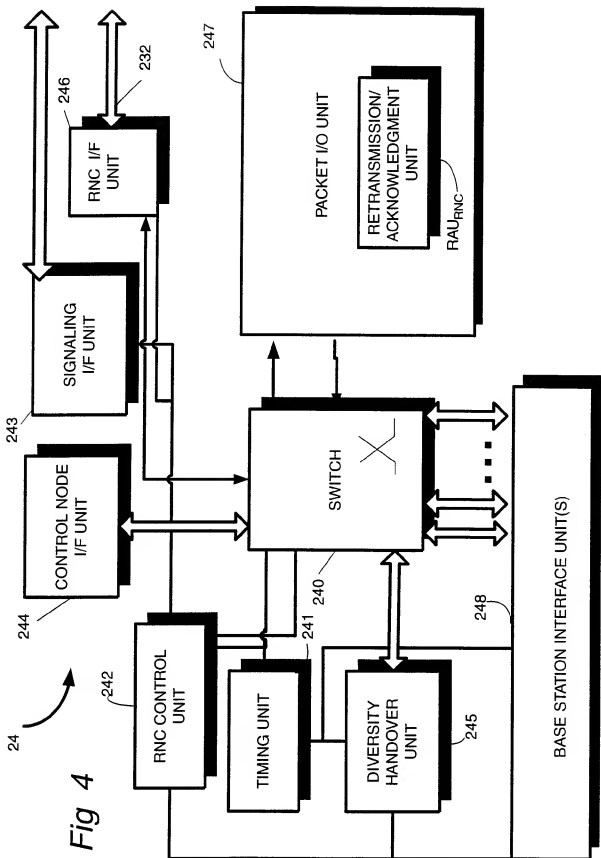 Fig 4
24
244
CONTROL NODE
I/F UNIT
243
SIGNALING
I/F UNIT
246
RNC I/F
UNIT
232
242
RNC CONTROL
UNIT
241
TIMING UNIT
240
SWITCH
247
PACKET I/O UNIT
RETRANSMISSION/
ACKNOWLEDGMENT
UNIT
RAURNC
DIVERSITY
HANDOVER
UNIT
245
248
BASE STATION INTERFACE UNIT(S)